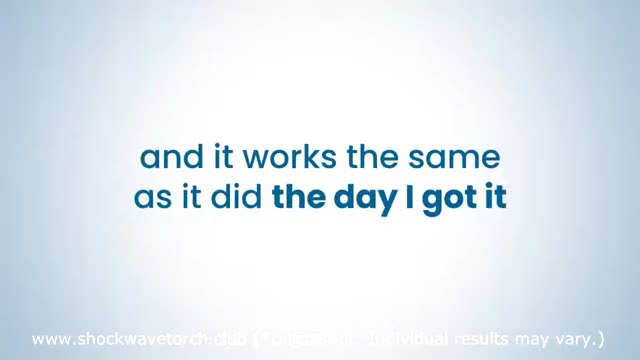 and it works the same
as it did the day I got it
www.shockwavetorch.club (*Disclaimer: Individual results may vary.)